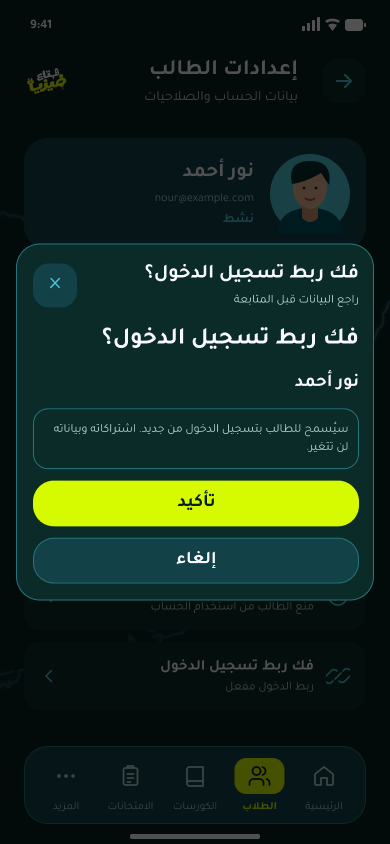 9:41
إعدادات الطالب
بيانات الحساب والصلاحيات
بتاع
فيزيا
نور أحمد
nour@example.com
نشط
فك ربط تسجيل الدخول؟
راجع البيانات قبل المتابعة
فك ربط تسجيل الدخول؟
نور أحمد
سيُسمح للطالب بتسجيل الدخول من جديد. اشتراكاته وبياناته
لن تتغير.
تأكيد
إلغاء
منع الطالب من استخدام الحساب
فك ربط تسجيل الدخول
ربط الدخول مفعل
الرئيسية
الطلاب
الكورسات
الامتحانات
المزيد